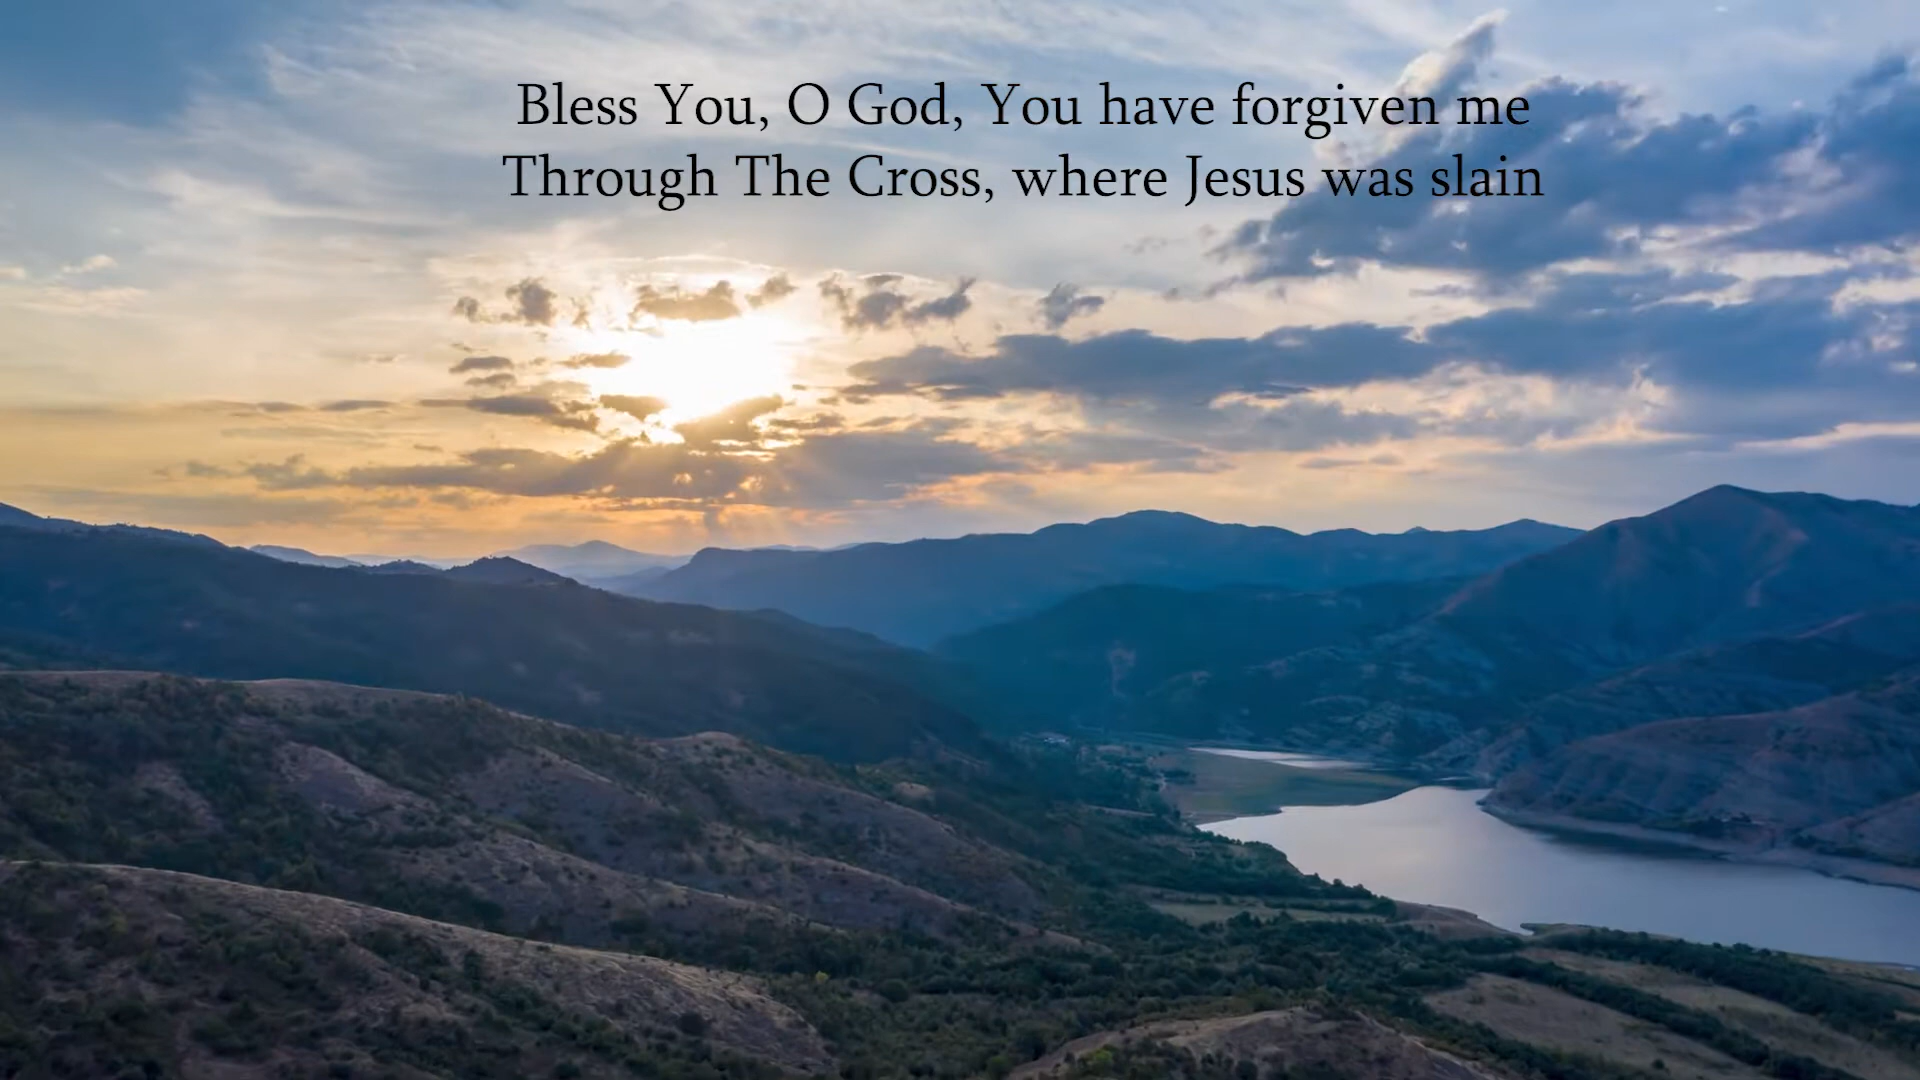 Bless You, O God, You have forgiven me
Through The Cross, where Jesus was slain